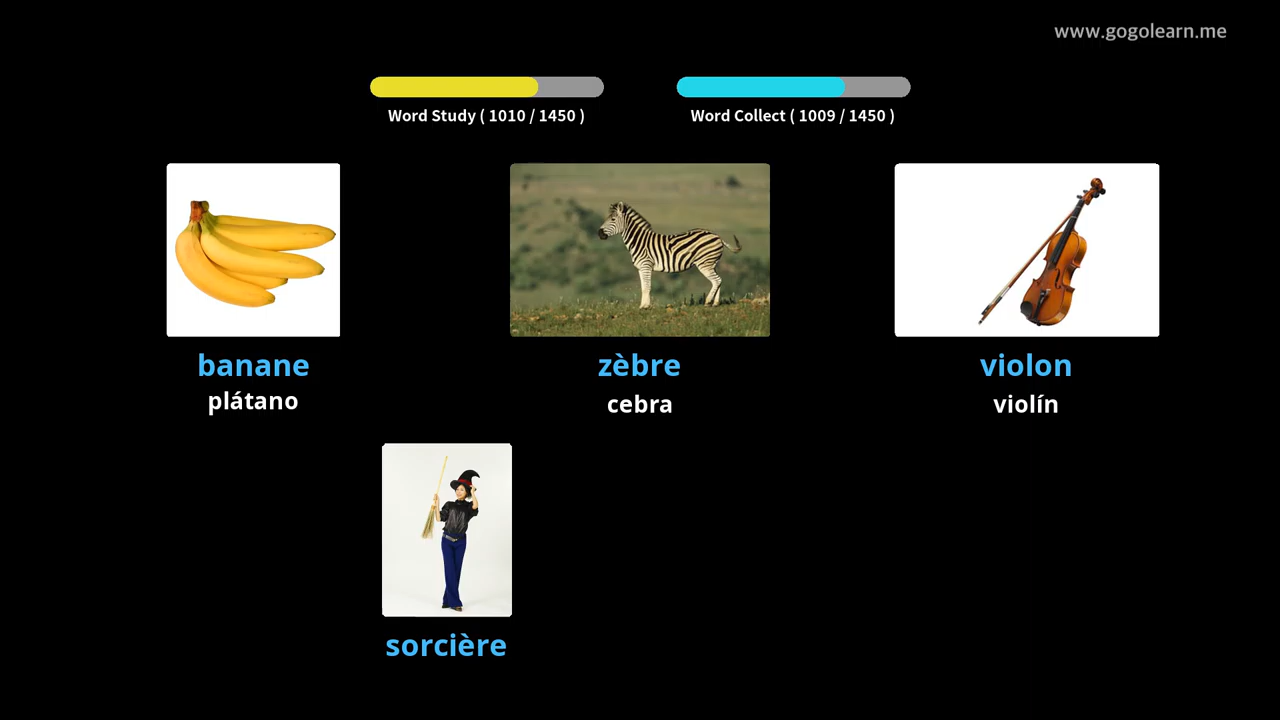 www.gogolearn.me
Word Study ( 1010 / 1450 )
Word Collect ( 1009 / 1450 )
banane
plátano
zèbre
cebra
violon
violín
sorcière